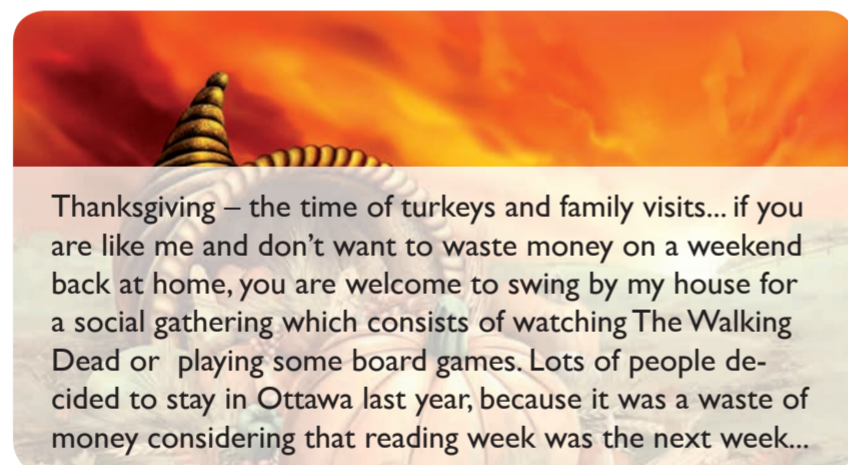 Thanksgiving – the time of turkeys and family visits... if you
are like me and don't want to waste money on a weekend
back at home, you are welcome to swing by my house for
a social gathering which consists of watching The Walking
Dead or  playing some board games. Lots of people de-
cided to stay in Ottawa last year, because it was a waste of
money considering that reading week was the next week...